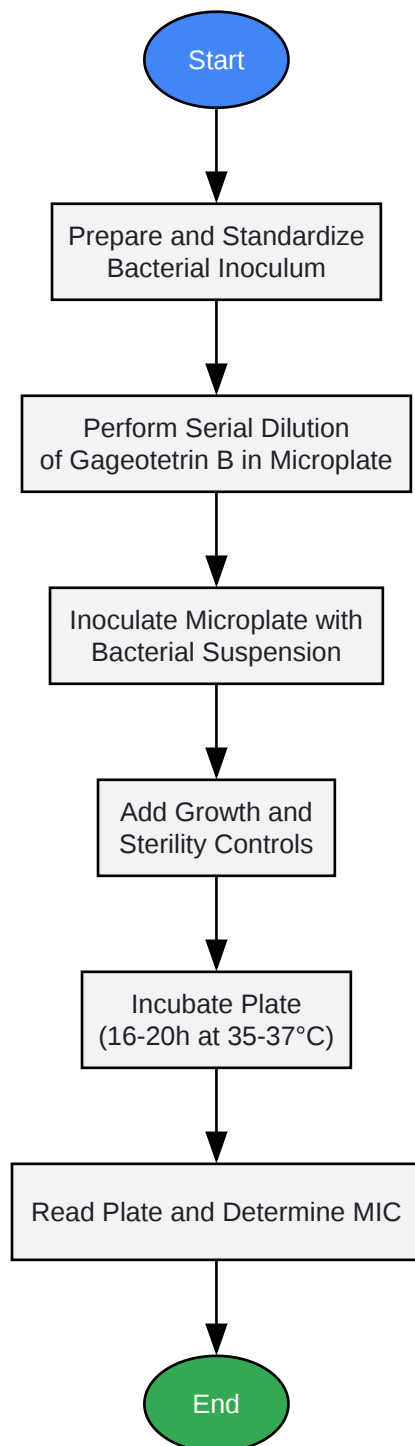 Start
Prepare and Standardize
Bacterial Inoculum
Perform Serial Dilution
of Gageotetrin B in Microplate
Inoculate Microplate with
Bacterial Suspension
Add Growth and
Sterility Controls
Incubate Plate
(16-20h at 35-37°C)
Read Plate and Determine MIC
End